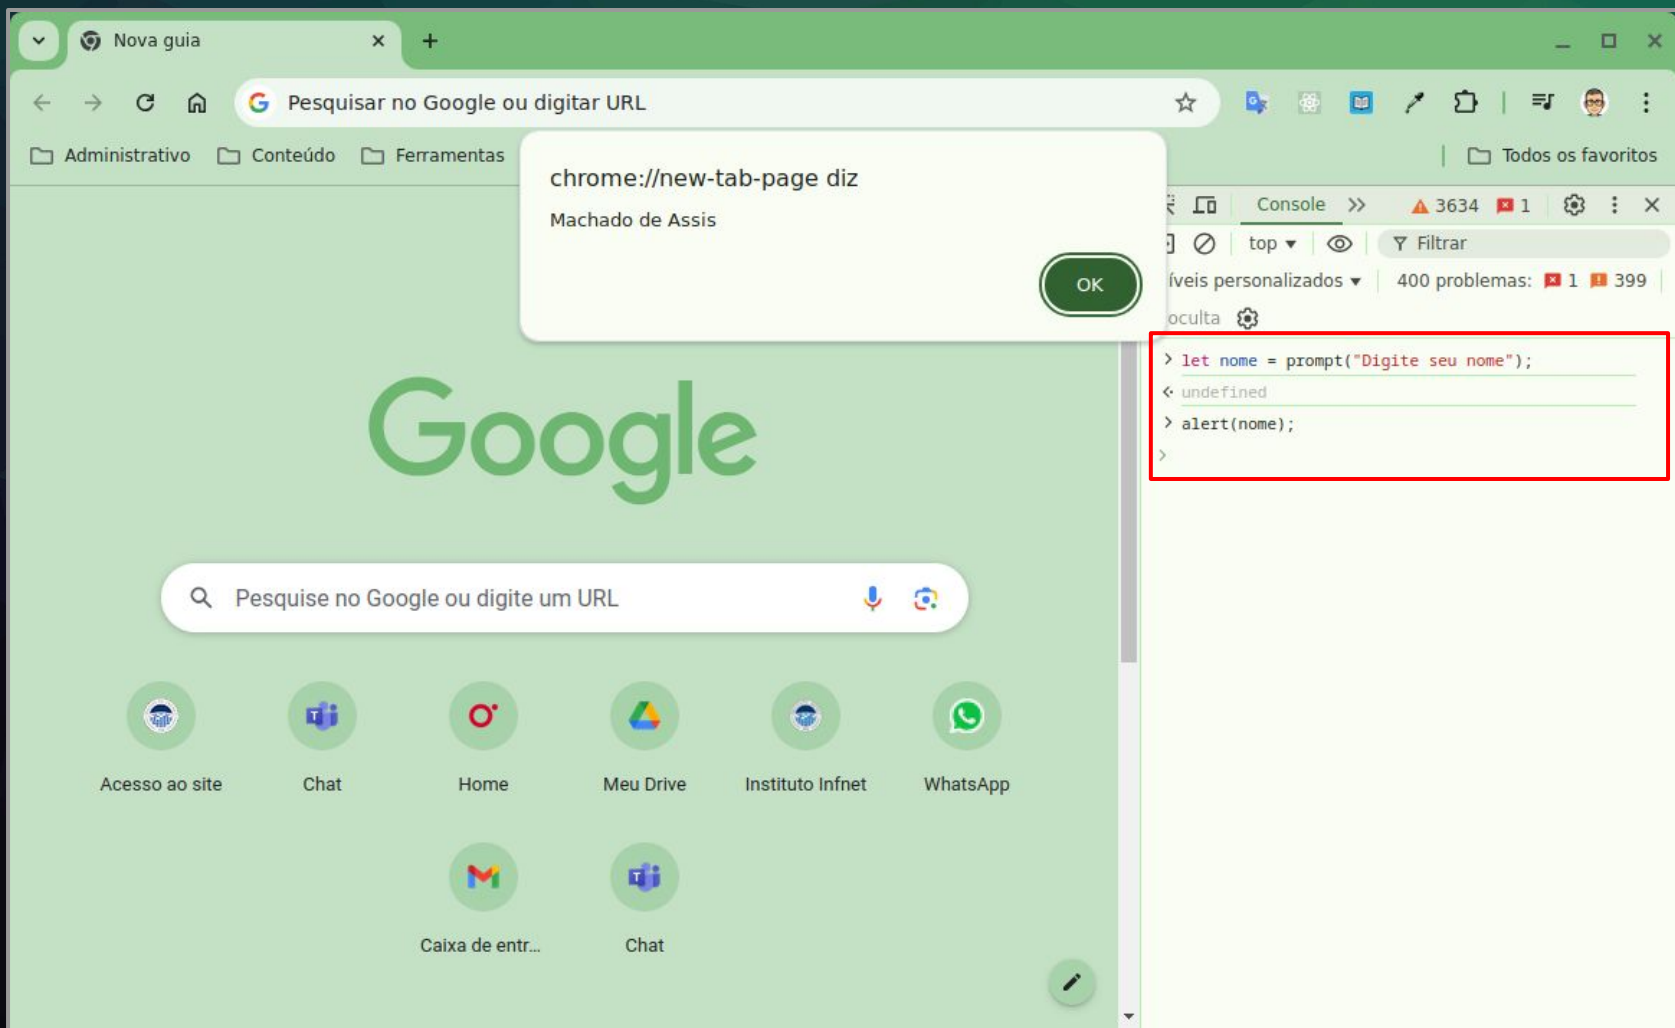 Nova guia
Pesquisar no Google ou digitar URL
Administrativo Conteúdo Ferramentas Todos os favoritos
chrome://new-tab-page diz
Machado de Assis
OK
Console 3634 1
top Filtrar
íveis personalizados 400 problemas: 1 399
oculta
> let nome = prompt("Digite seu nome");
undefined
> alert(nome);
>
Google
Pesquise no Google ou digite um URL
Acesso ao site Chat Home Meu Drive Instituto Infnet WhatsApp
Caixa de entr... Chat